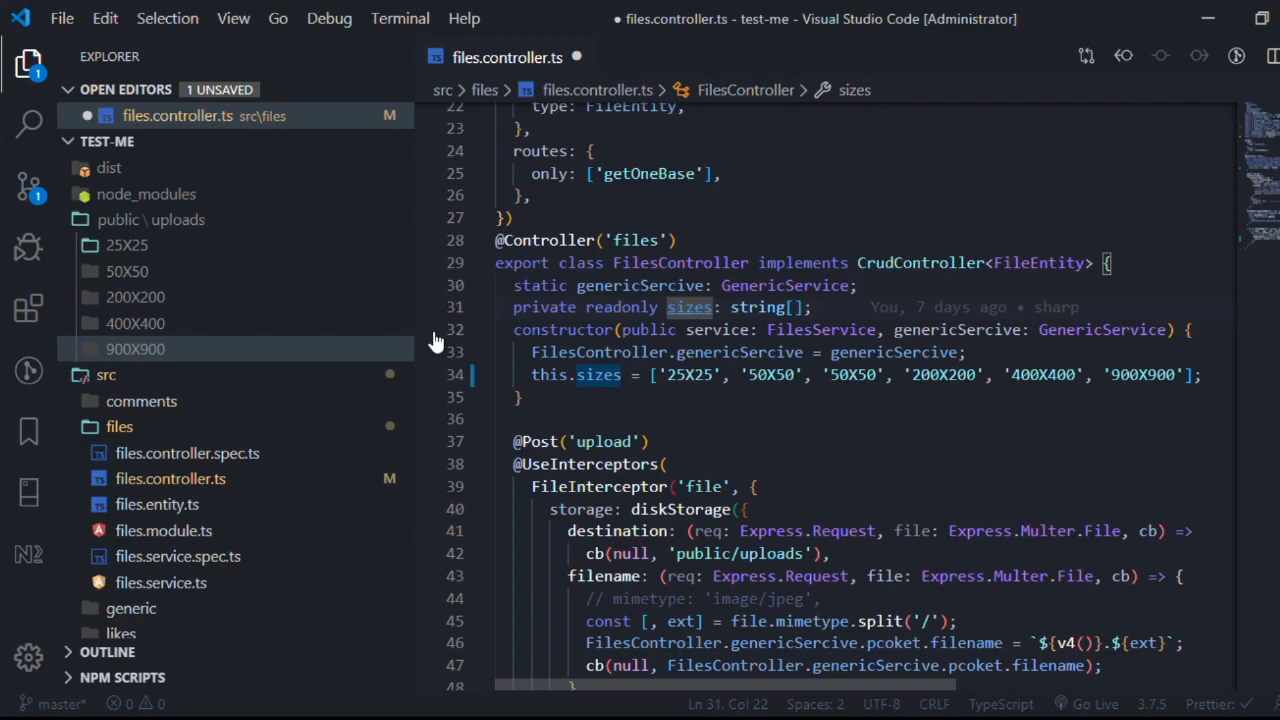 File Edit Selection View Go Debug Terminal Help ● files.controller.ts - test-me - Visual Studio Code [Administrator]
EXPLORER
1
OPEN EDITORS 1 UNSAVED
files.controller.ts src\files M
TEST-ME
dist
node_modules
public \ uploads
1
25X25
50X50
200X200
400X400
900X900
src
comments
files
files.controller.spec.ts
files.controller.ts M
files.entity.ts
files.module.ts
files.service.spec.ts
files.service.ts
generic
likes
OUTLINE
NPM SCRIPTS
TS files.controller.ts
src > files > TS files.controller.ts > FilesController > sizes
22 type: FileEntity,
23 },
24 routes: {
25 only: ['getOneBase'],
26 },
27 })
28 @Controller('files')
29 export class FilesController implements CrudController<FileEntity> {
30 static genericSercive: GenericService;
31 private readonly sizes: string[]; You, 7 days ago • sharp
32 constructor(public service: FilesService, genericSercive: GenericService) {
33 FilesController.genericSercive = genericSercive;
34 this.sizes = ['25X25', '50X50', '50X50', '200X200', '400X400', '900X900'];
35 }
36
37 @Post('upload')
38 @UseInterceptors(
39 FileInterceptor('file', {
40 storage: diskStorage({
41 destination: (req: Express.Request, file: Express.Multer.File, cb) =>
42 cb(null, 'public/uploads'),
43 filename: (req: Express.Request, file: Express.Multer.File, cb) => {
44 // mimetype: 'image/jpeg',
45 const [, ext] = file.mimetype.split('/');
46 FilesController.genericSercive.pcoket.filename = `${v4()}.${ext}`;
47 cb(null, FilesController.genericSercive.pcoket.filename);
48 }
master* 0 0 Ln 31, Col 22 Spaces: 2 UTF-8 CRLF TypeScript Go Live 3.7.5 Prettier: ✓